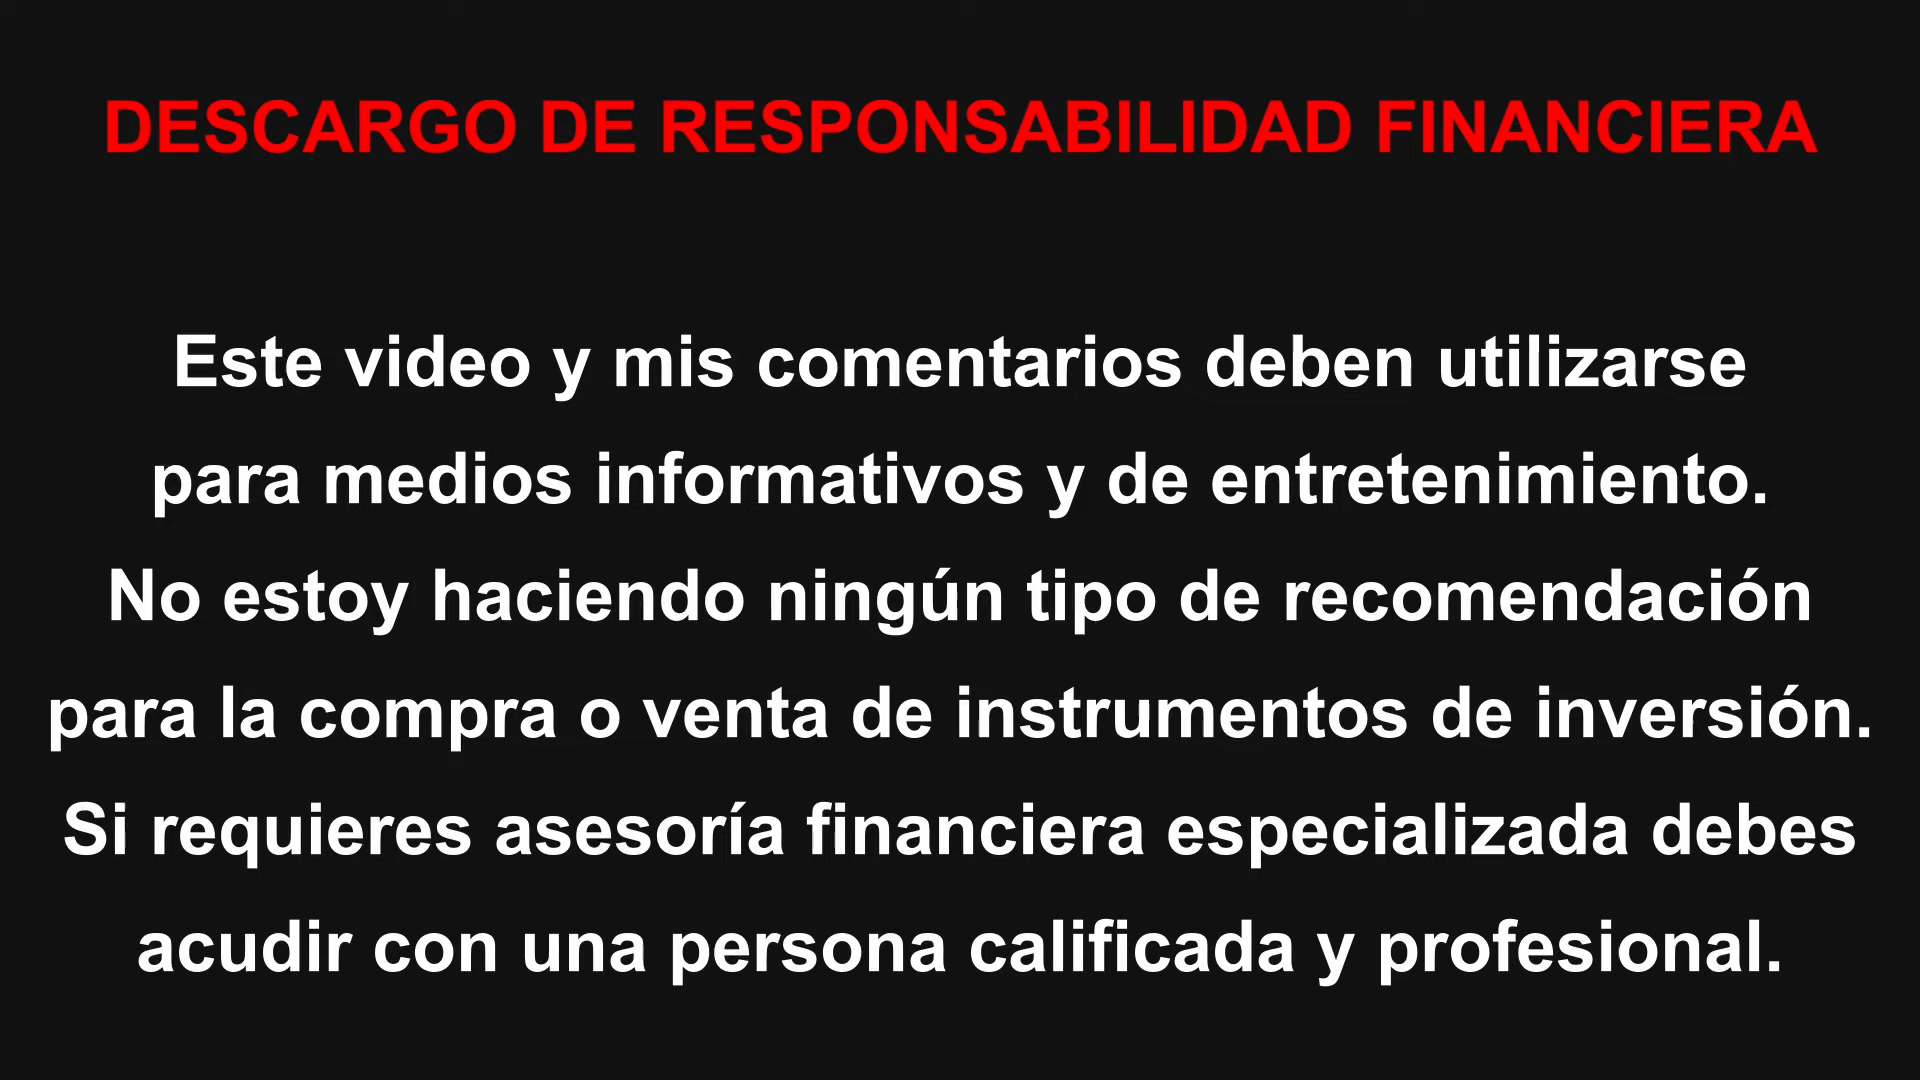 DESCARGO DE RESPONSABILIDAD FINANCIERA
Este video y mis comentarios deben utilizarse
para medios informativos y de entretenimiento.
No estoy haciendo ningún tipo de recomendación
para la compra o venta de instrumentos de inversión.
Si requieres asesoría financiera especializada debes
acudir con una persona calificada y profesional.